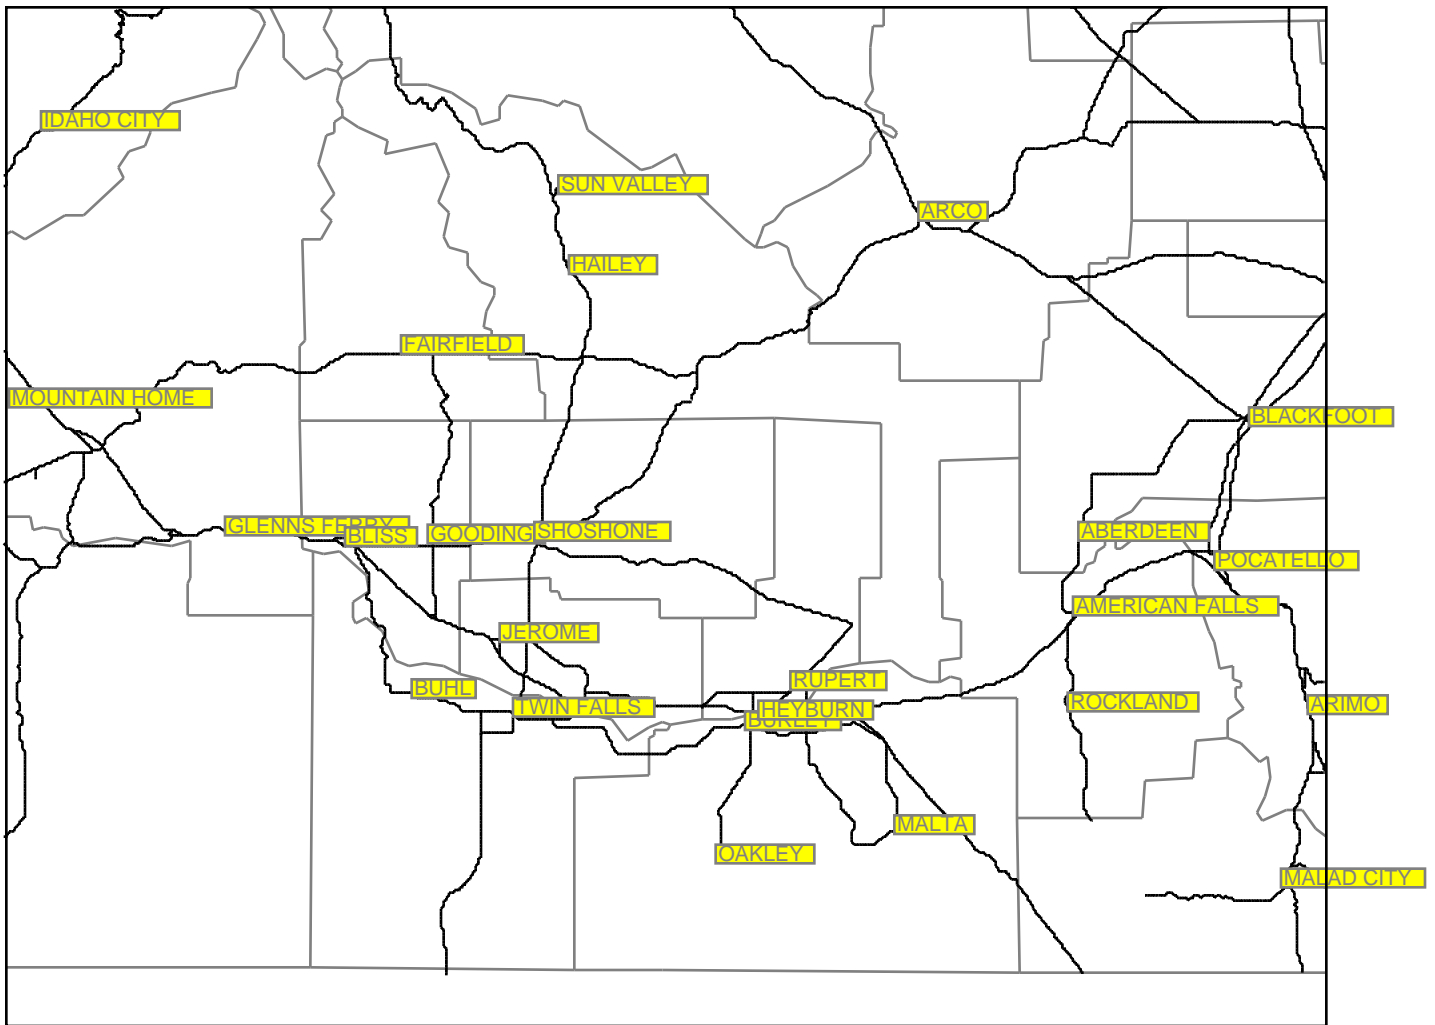 IDAHO CITY
SUN VALLEY
ARCO
HAILEY
FAIRFIELD
MOUNTAIN HOME
BLACKFOOT
GLENNS FERRY
BLISS
GOODING
SHOSHONE
ABERDEEN
POCATELLO
AMERICAN FALLS
JEROME
RUPERT
BUHL
TWIN FALLS
HEYBURN
BURLEY
ROCKLAND
ARIMO
MALTA
OAKLEY
MALAD CITY